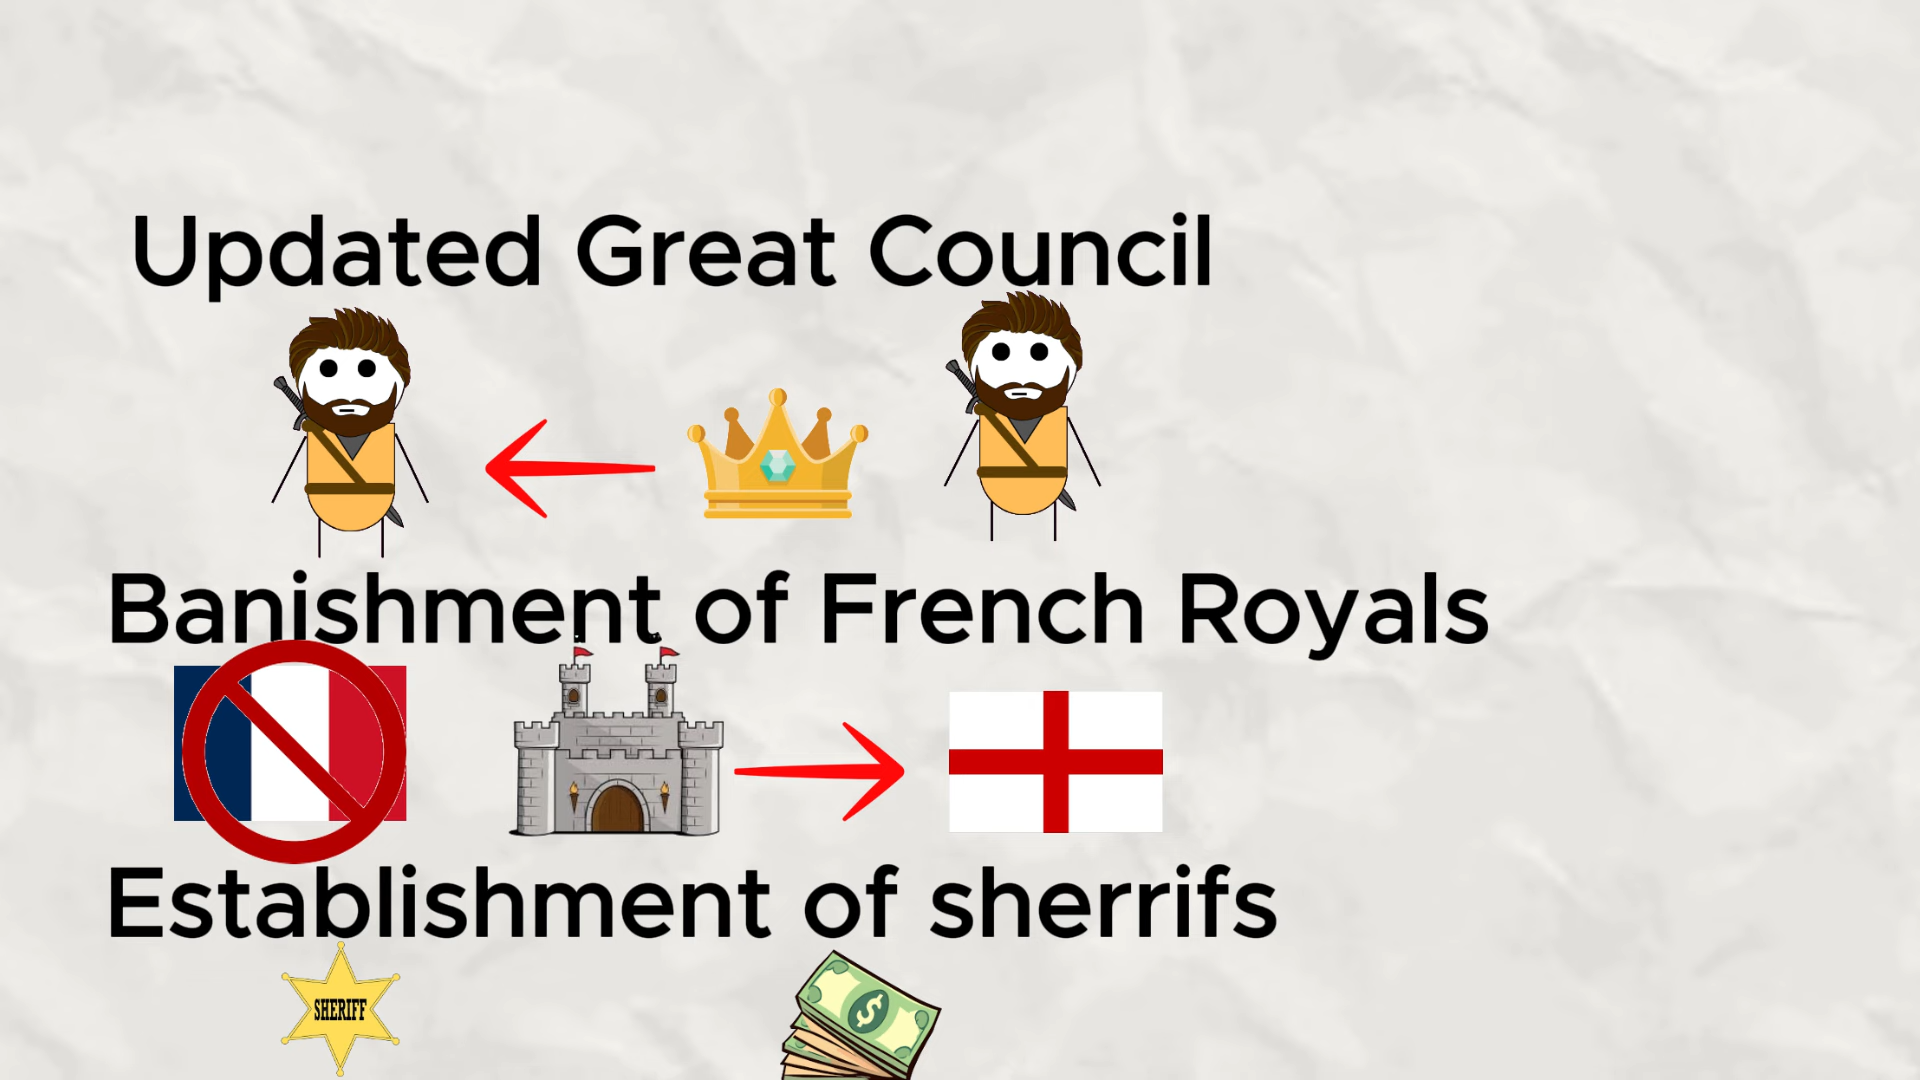 Updated Great Council
Banishment of French Royals
Establishment of sherrifs
SHERIFF
$